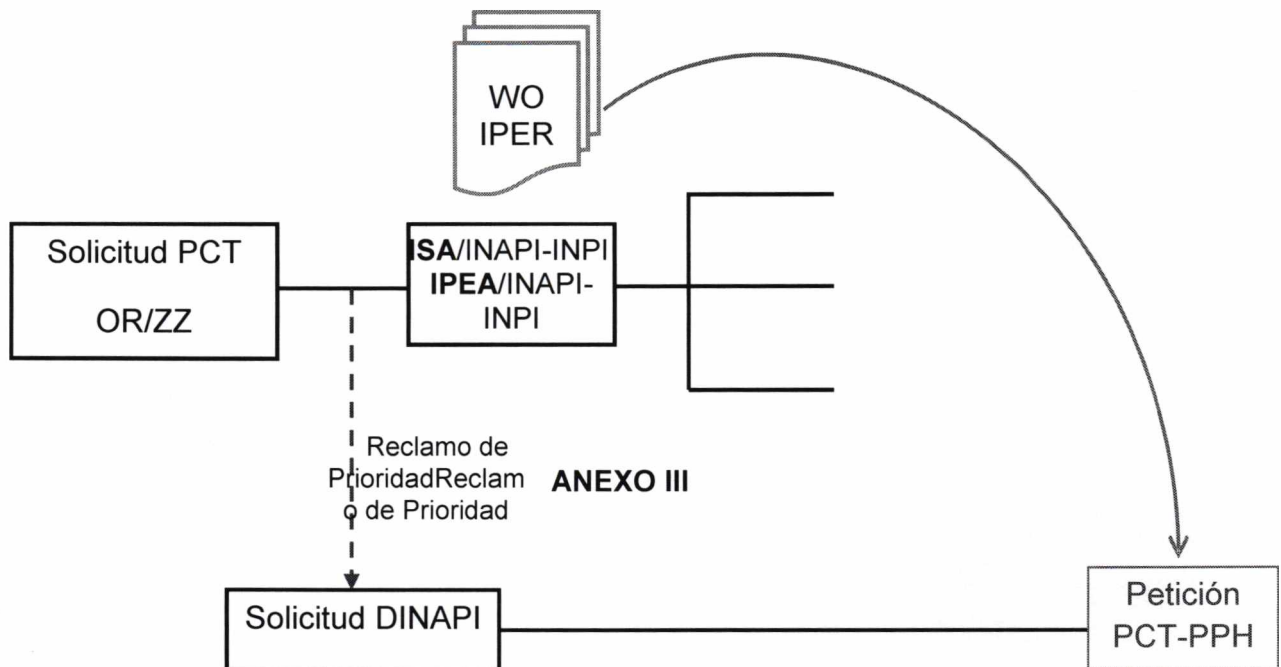 WO
IPER
Solicitud PCT
OR/ZZ
ISA/INAPI-INPI
IPEA/INAPI-
INPI
Reclamo de
PrioridadReclam
o de Prioridad
ANEXO III
Solicitud DINAPI
Petición
PCT-PPH